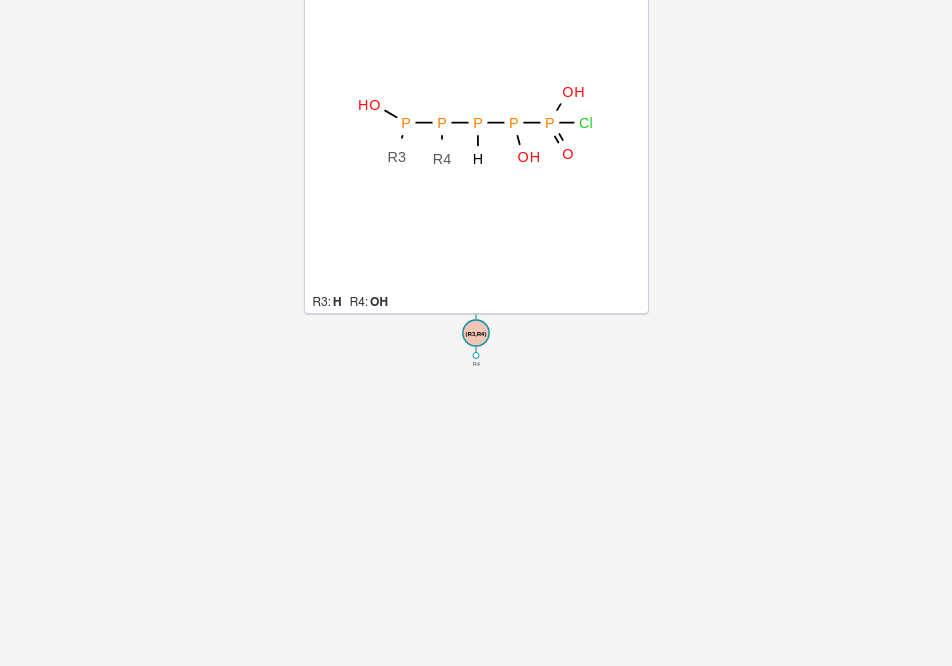 OH
HO
P P P P P Cl
R3 R4 H OH O
R3: H R4: OH
(R3,R4)
R4